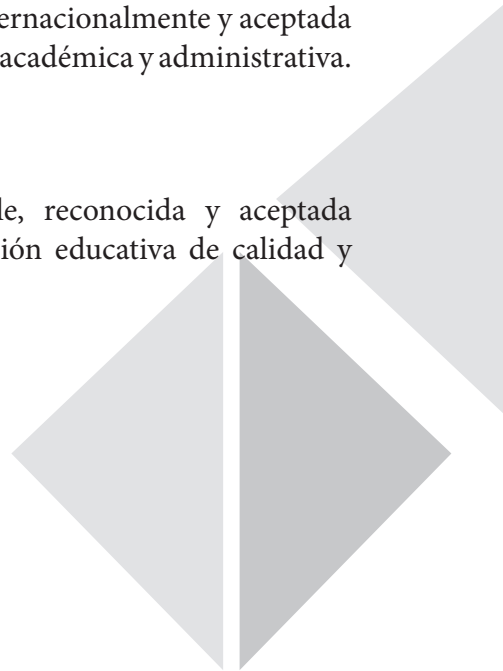 ernacionalmente y aceptada
académica y administrativa.
le, reconocida y aceptada
ión educativa de calidad y